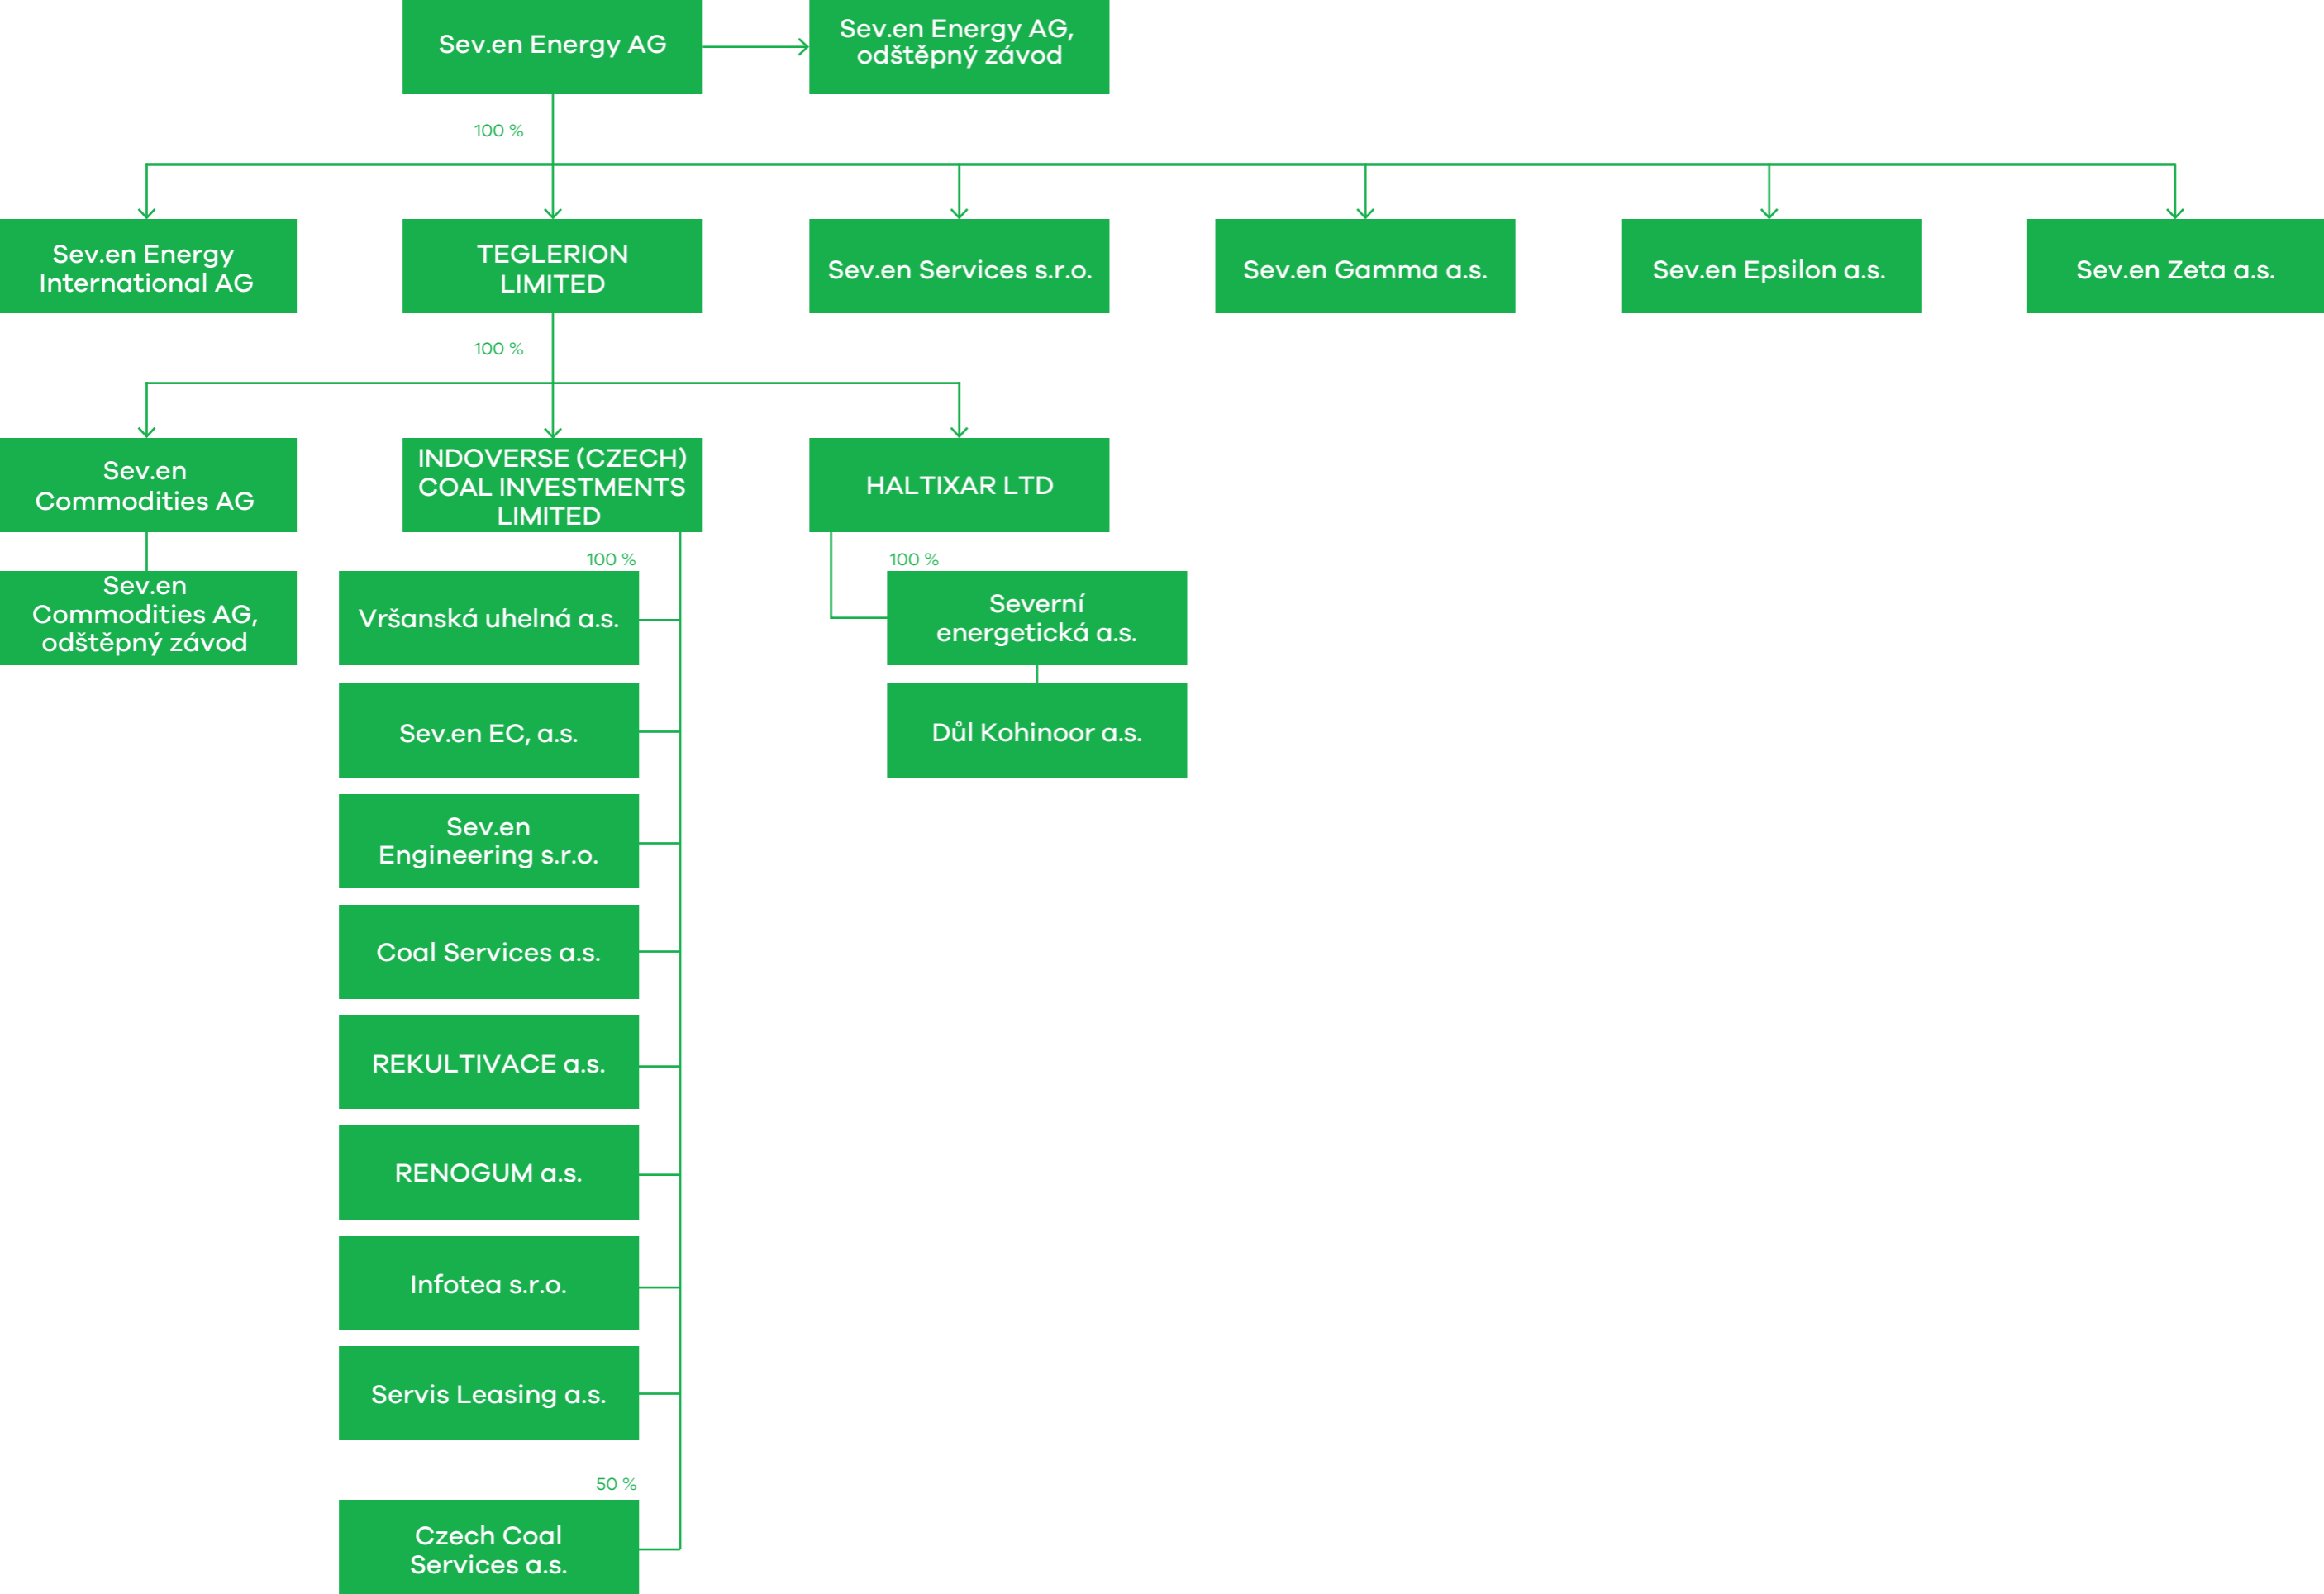 Sev.en Energy AG
Sev.en Energy AG,
odštěpný závod
100 %
Sev.en Energy
International AG
TEGLERION
LIMITED
Sev.en Services s.r.o.
Sev.en Gamma a.s.
Sev.en Epsilon a.s.
Sev.en Zeta a.s.
100 %
Sev.en
Commodities AG
INDOVERSE (CZECH)
COAL INVESTMENTS
LIMITED
HALTIXAR LTD
Sev.en
Commodities AG,
odštěpný závod
100 %
Vršanská uhelná a.s.
Sev.en EC, a.s.
Sev.en
Engineering s.r.o.
Coal Services a.s.
REKULTIVACE a.s.
RENOGUM a.s.
Infotea s.r.o.
Servis Leasing a.s.
50 %
Czech Coal
Services a.s.
100 %
Severní
energetická a.s.
Důl Kohinoor a.s.